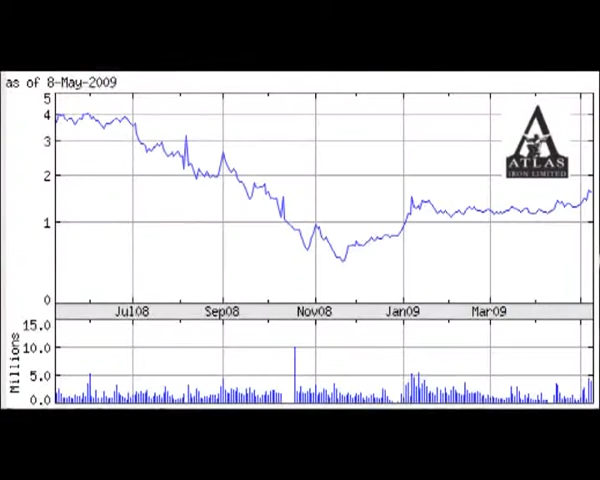 as of 8-May-2009
5
4
3
2
1
0
ATLAS
IRON LIMITED
Jul08 Sep08 Nov08 Jan09 Mar09
Millions
15.0
10.0
5.0
0.0